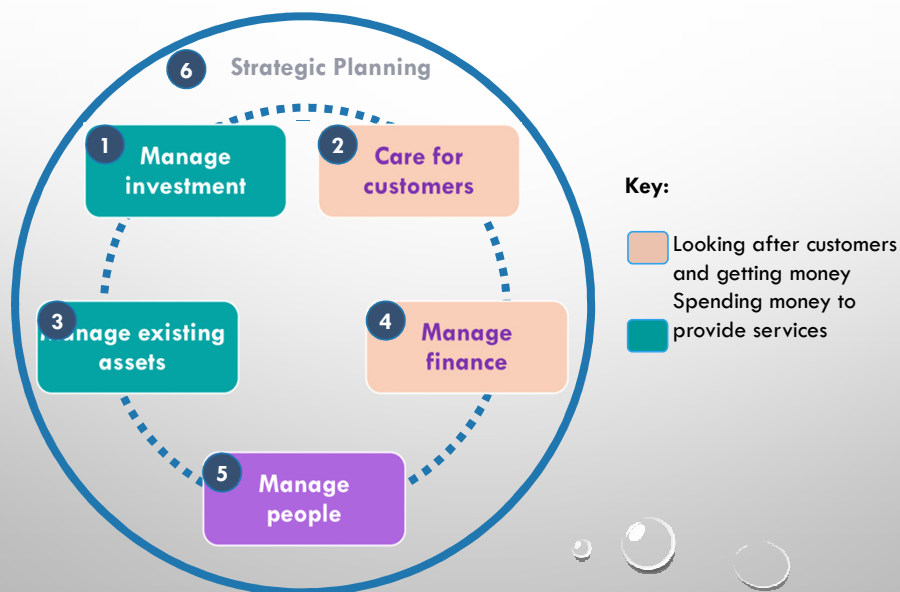 6 Strategic Planning
1
Manage
investment
2
Care for
customers
3
anage existing
assets
4
Manage
finance
5
Manage
people
Key:
Looking after customers
and getting money
Spending money to
provide services